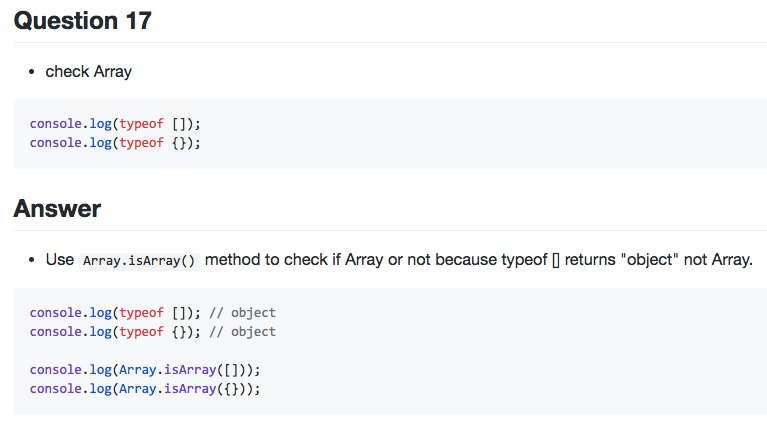 Question 17
• check Array
console.log(typeof []);
console.log(typeof {});
Answer
• Use Array.isArray() method to check if Array or not because typeof [] returns "object" not Array.
console.log(typeof []); // object
console.log(typeof {}); // object
console.log(Array.isArray([]));
console.log(Array.isArray({}));